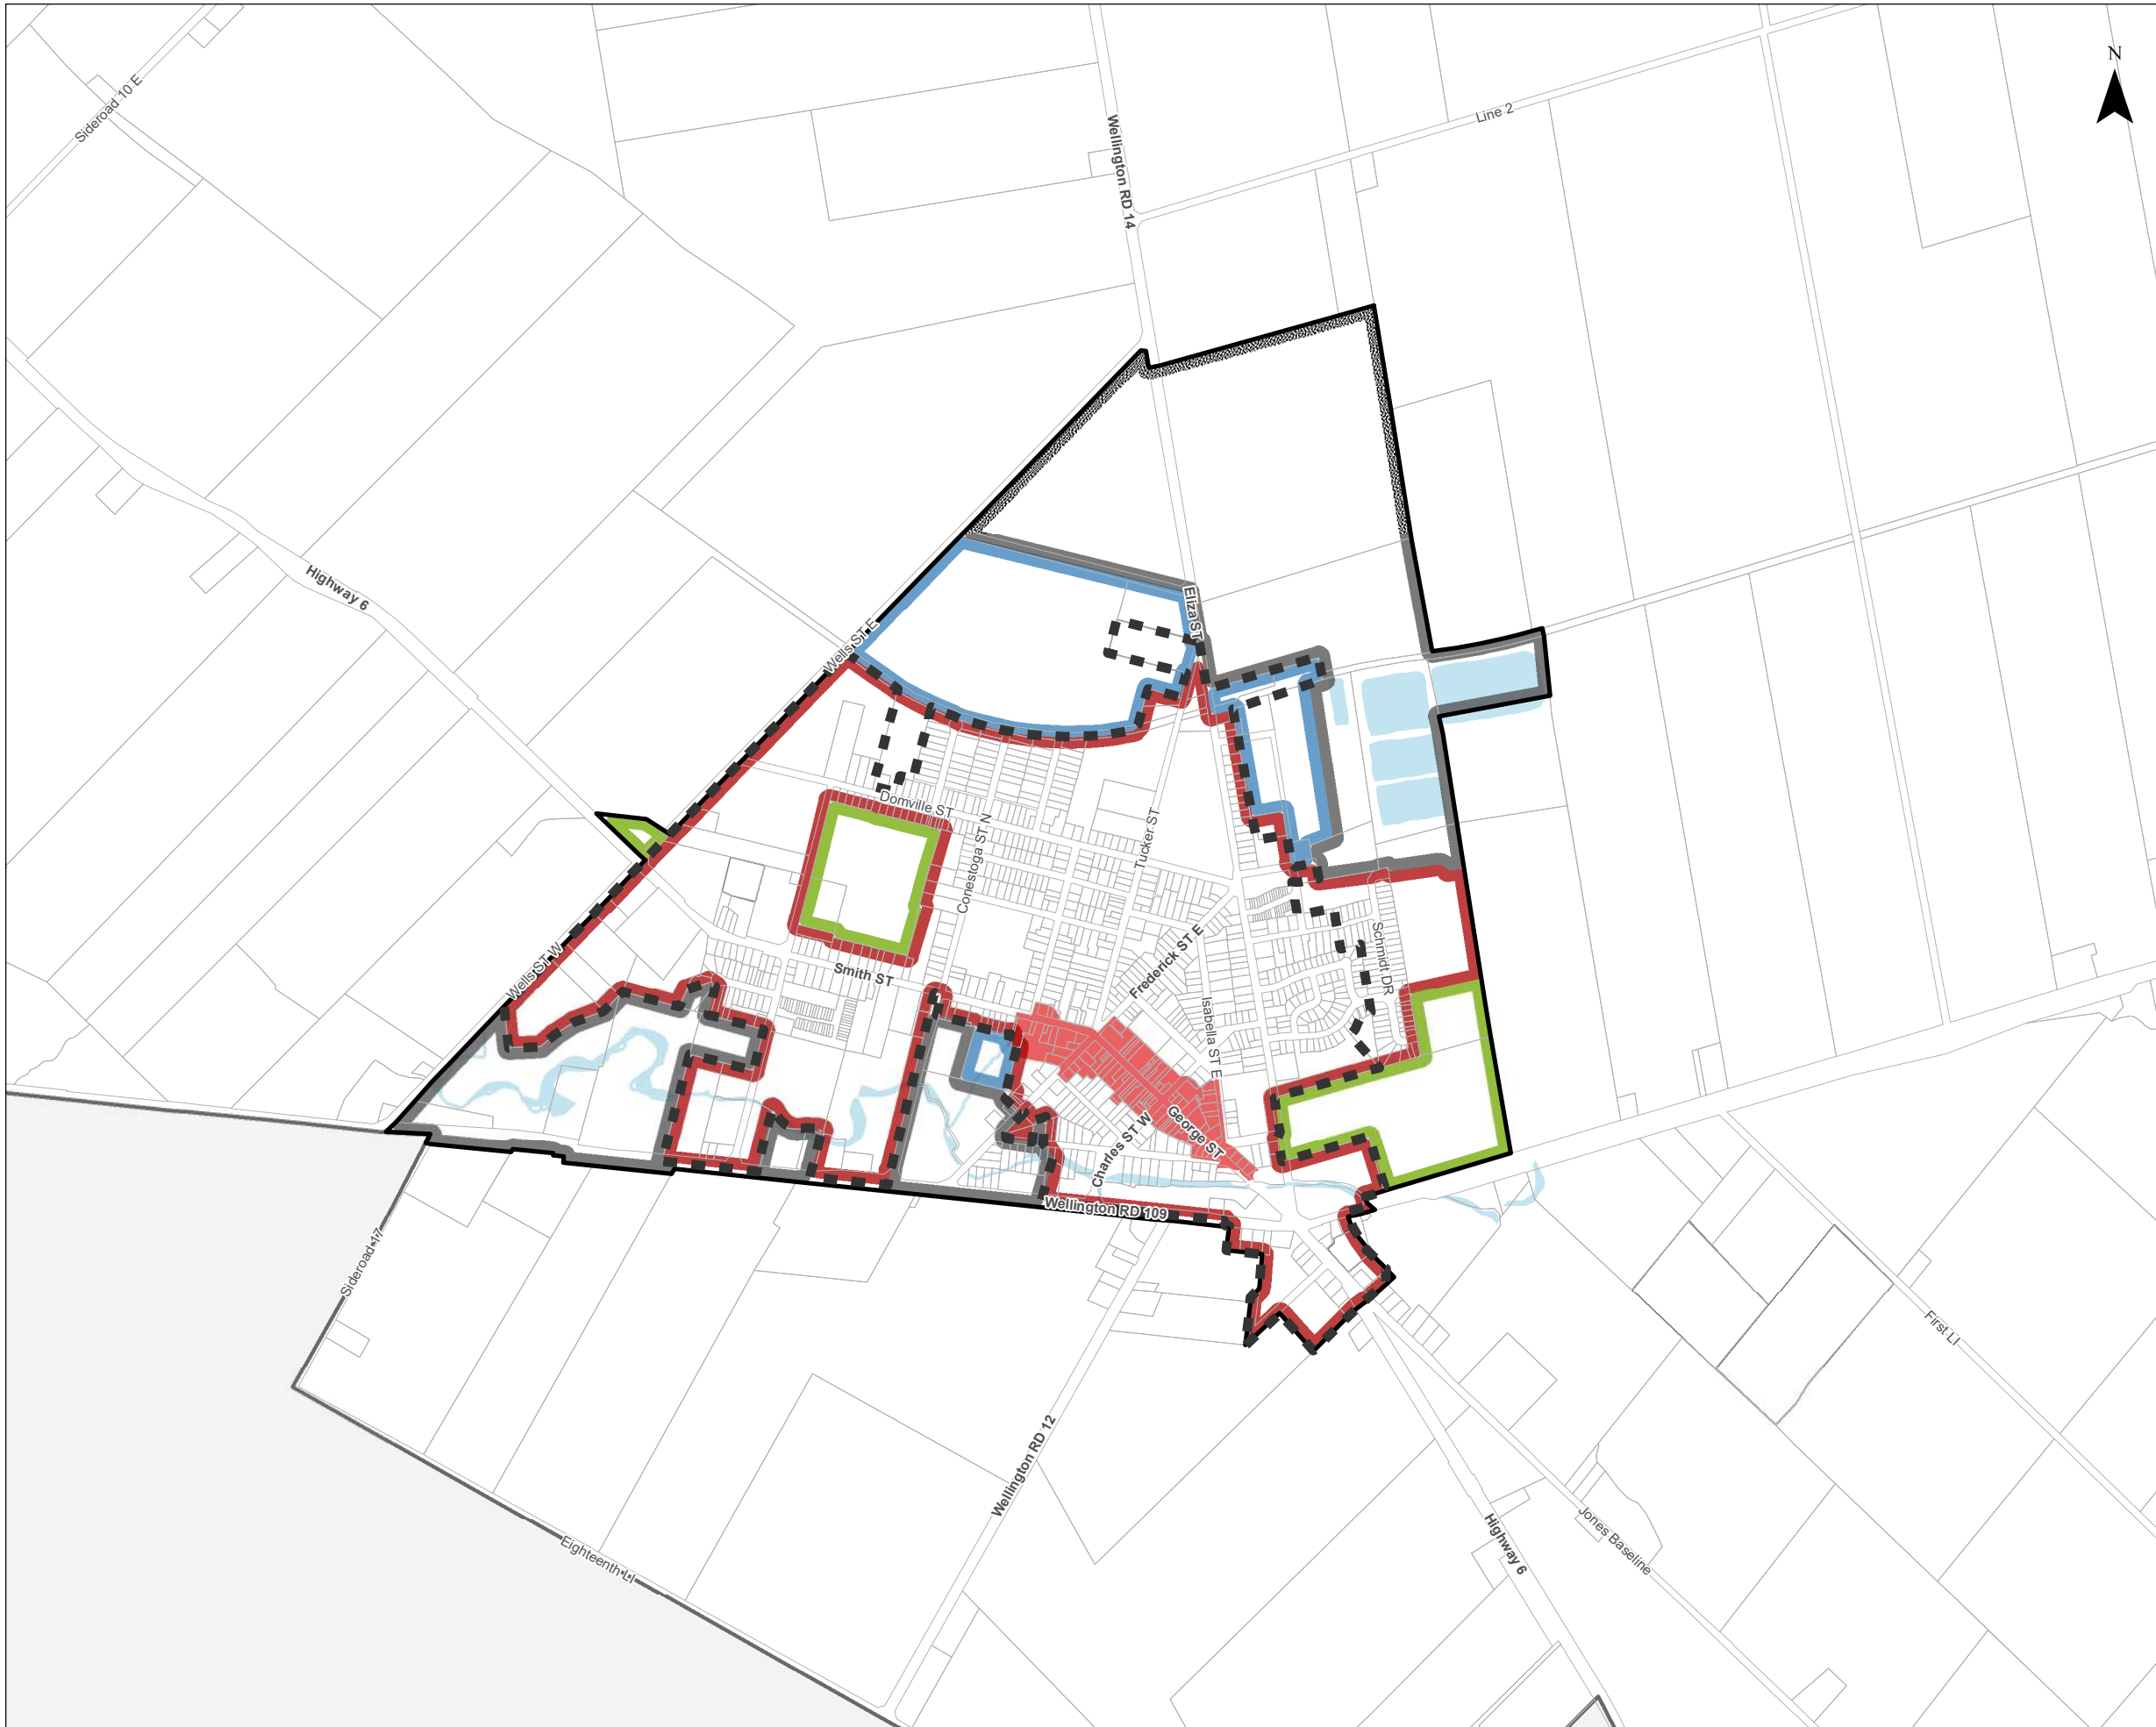 N
Sideroad 10 E
Line 2
Wellington RD 14
Highway 6
Eliza ST
Wells ST E
Domville ST
Conestoga ST N
Tucker ST
Schmidt DR
Frederick ST E
Wells ST W
Smith ST
Isabella ST E
George ST
Charles ST W
Wellington RD 109
Sideroad 17
First LI
Wellington RD 12
Highway 6
Jones Baseline
Eighteenth LI